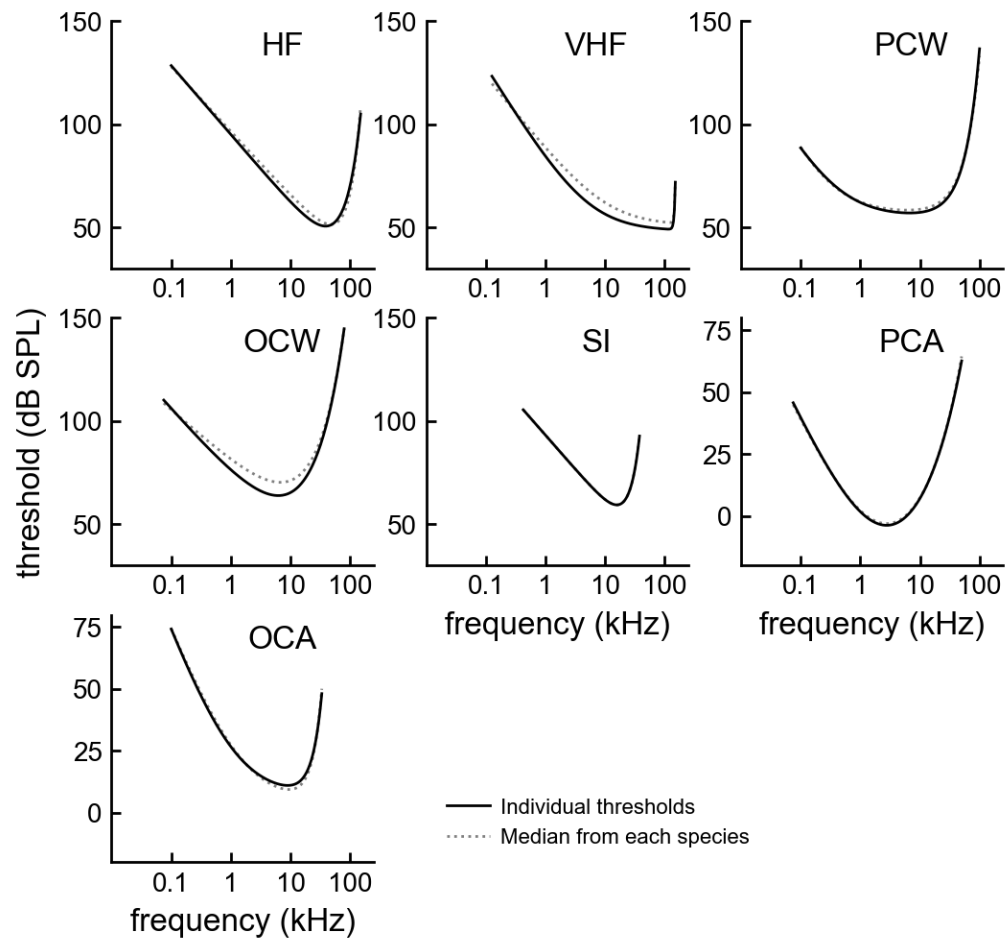 HF
VHF
PCW
150
100
50
0.1 1 10 100
150
100
50
0.1 1 10 100
150
100
50
0.1 1 10 100
threshold (dB SPL)
OCW
SI
PCA
150
100
50
0.1 1 10 100
150
100
50
0.1 1 10 100
frequency (kHz)
75
50
25
0
0.1 1 10 100
frequency (kHz)
OCA
75
50
25
0
0.1 1 10 100
frequency (kHz)
Individual thresholds
Median from each species